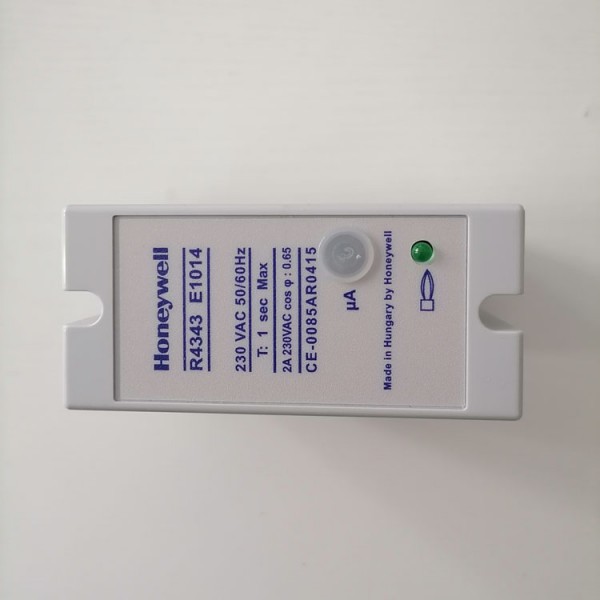 Honeywell
R4343 E1014
230 VAC 50/60Hz
T: 1 sec Max
2A 230VAC cos φ : 0.65
CE-0085AR0415
µA
Made in Hungary by Honeywell